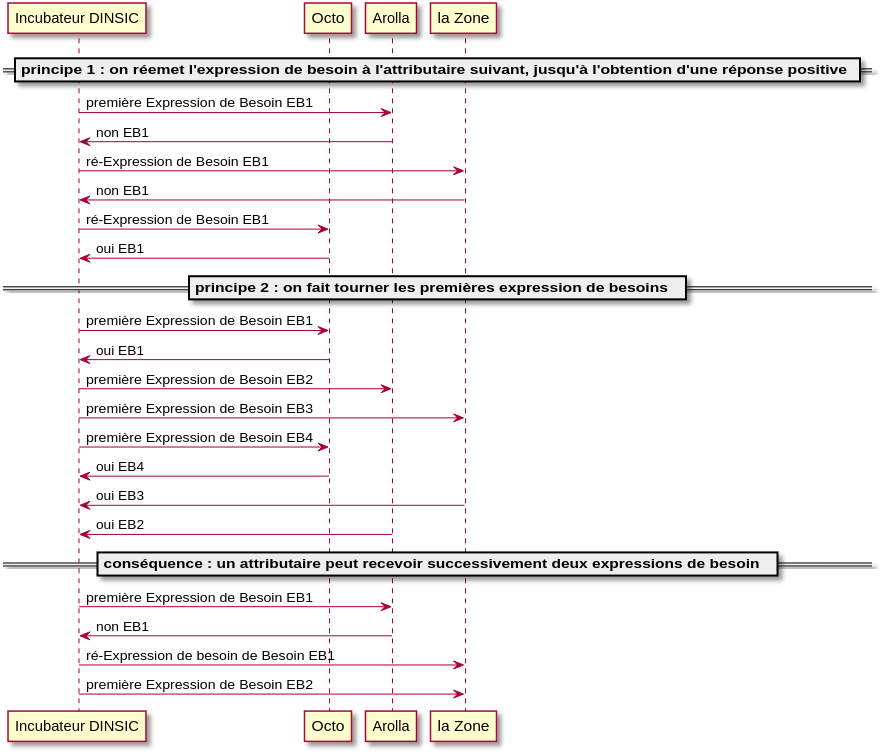 Incubateur DINSIC Octo Arolla la Zone
principe 1 : on réemet l'expression de besoin à l'attributaire suivant, jusqu'à l'obtention d'une réponse positive
première Expression de Besoin EB1
non EB1
ré-Expression de Besoin EB1
non EB1
ré-Expression de Besoin EB1
oui EB1
principe 2 : on fait tourner les premières expression de besoins
première Expression de Besoin EB1
oui EB1
première Expression de Besoin EB2
première Expression de Besoin EB3
première Expression de Besoin EB4
oui EB4
oui EB3
oui EB2
conséquence : un attributaire peut recevoir successivement deux expressions de besoin
première Expression de Besoin EB1
non EB1
ré-Expression de besoin de Besoin EB1
première Expression de Besoin EB2
Incubateur DINSIC Octo Arolla la Zone